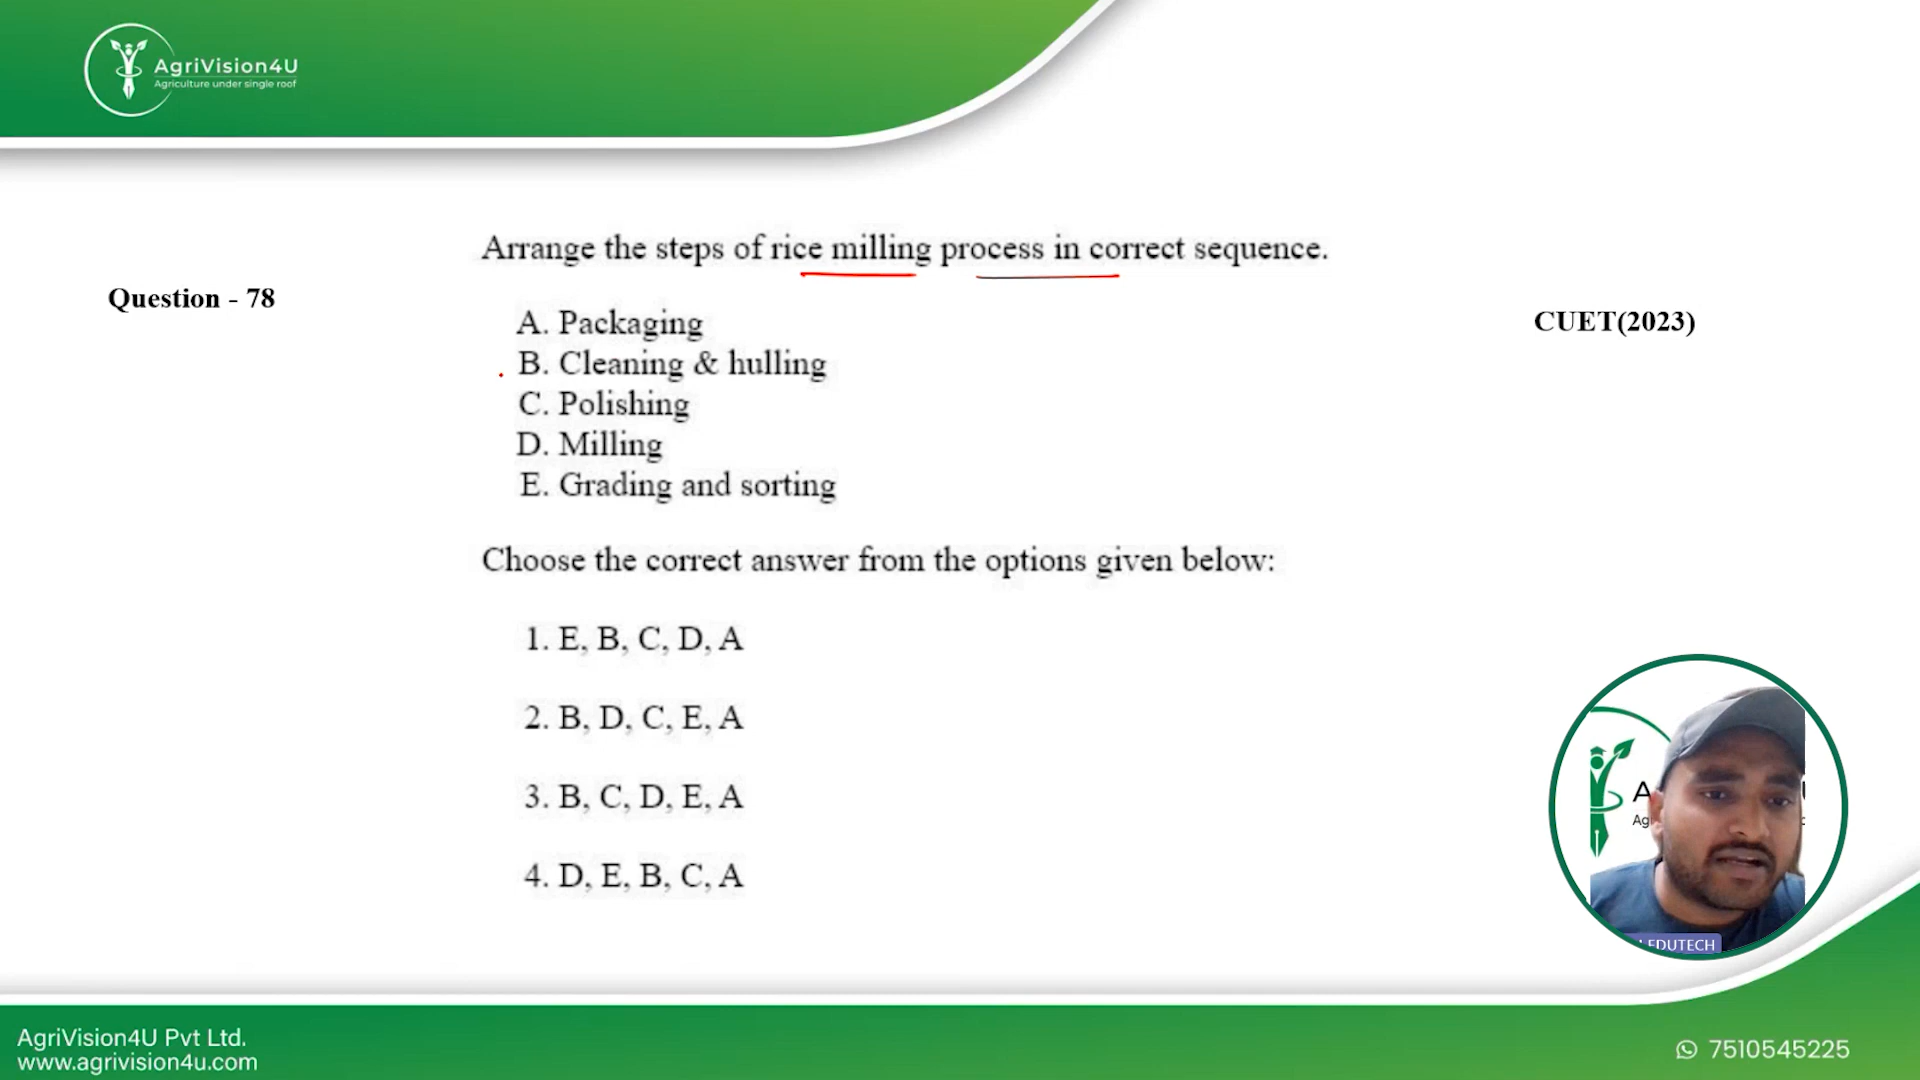 AgriVision4U
Agriculture under single roof
Arrange the steps of rice milling process in correct sequence.
Question - 78
CUET(2023)
A. Packaging
B. Cleaning & hulling
C. Polishing
D. Milling
E. Grading and sorting
Choose the correct answer from the options given below:
1. E, B, C, D, A
2. B, D, C, E, A
3. B, C, D, E, A
4. D, E, B, C, A
EDUTECH
AgriVision4U Pvt Ltd.
www.agrivision4u.com
7510545225